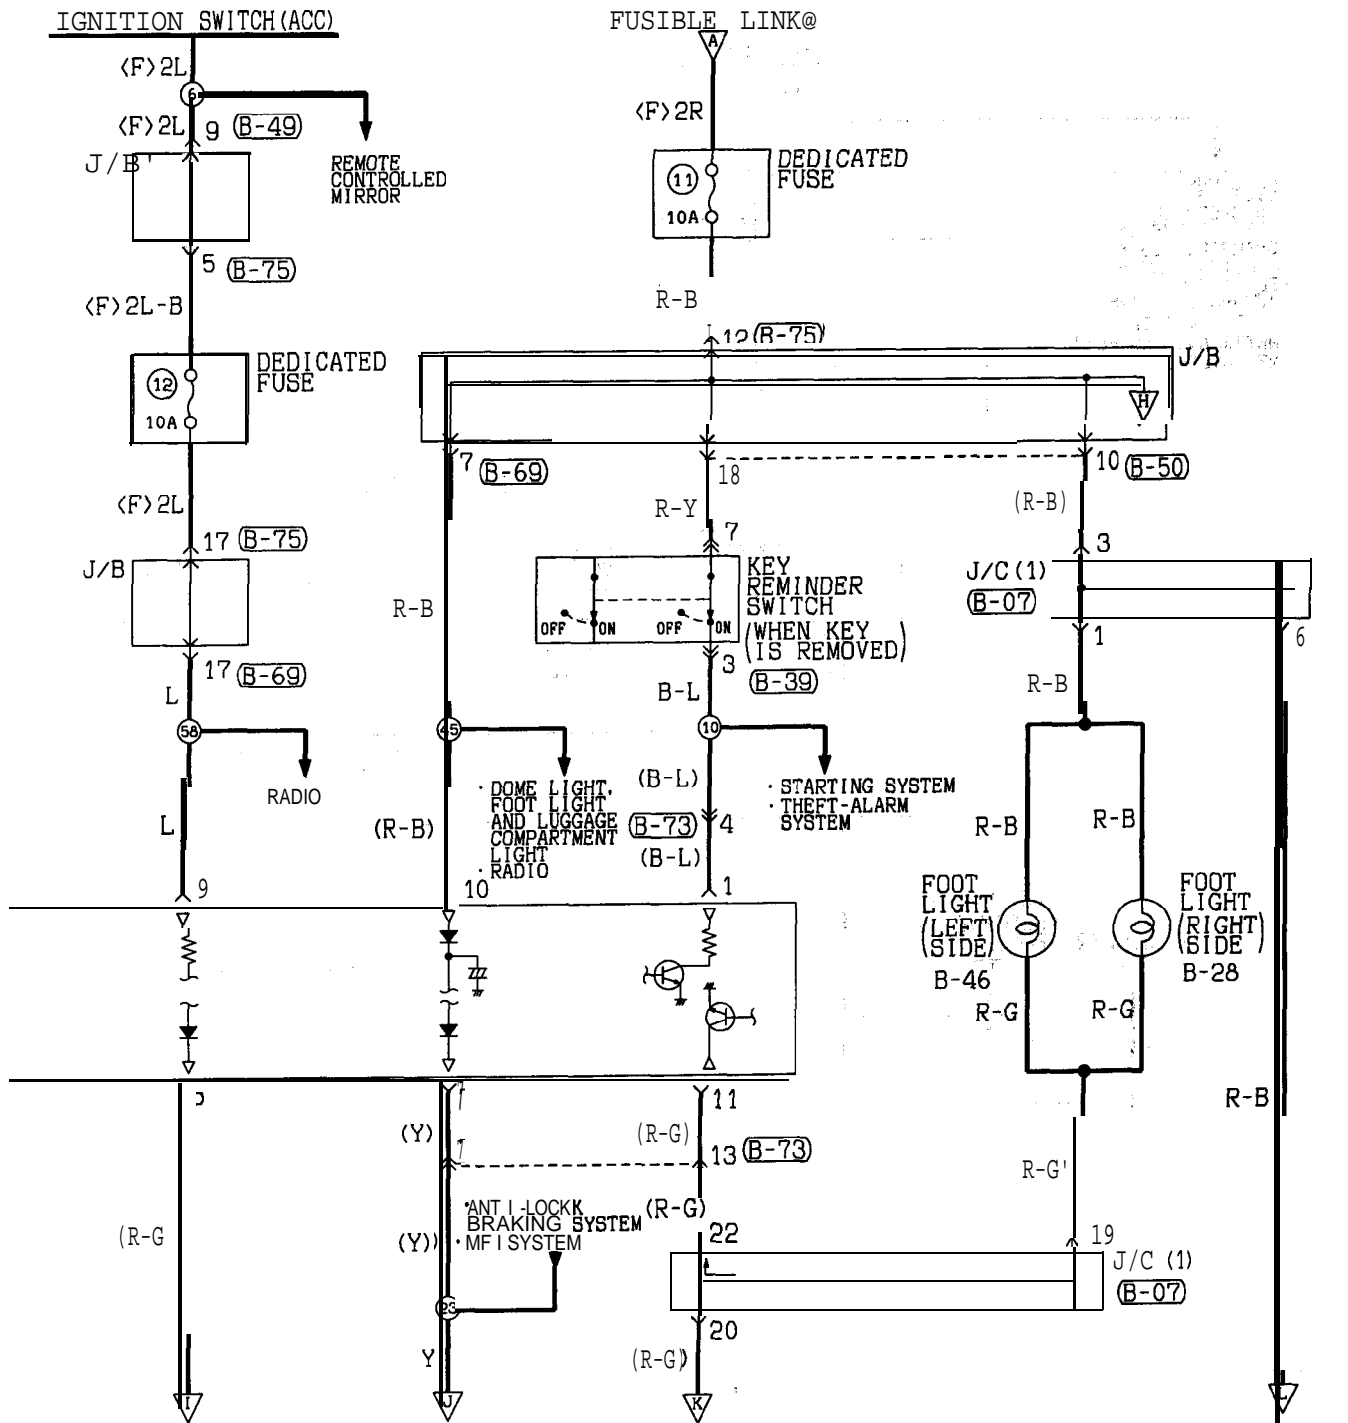 IGNITION SWITCH(ACC)
FUSIBLE LINK@
A
<F>2L
6
<F>2L
9
B-49
J/B'
REMOTE
CONTROLLED
MIRROR
<F>2R
DEDICATED
FUSE
11
10A
5
B-75
<F>2L-B
R-B
(B-75)
J/B
DEDICATED
FUSE
12
10A
H
7
B-69
18
10
B-50
<F>2L
R-Y
(R-B)
17
B-75
7
3
J/B
KEY
REMINDER
SWITCH
(WHEN KEY
IS REMOVED)
OFF
ON
OFF
ON
J/C(1)
B-07
R-B
1
6
17
B-69
3
B-39
L
B-L
R-B
58
45
10
RADIO
(B-L)
· DOME LIGHT,
FOOT LIGHT
AND LUGGAGE
COMPARTMENT
LIGHT
· RADIO
· STARTING SYSTEM
· THEFT-ALARM
SYSTEM
L
(R-B)
B-73
4
(B-L)
R-B
R-B
9
10
1
FOOT
LIGHT
(LEFT
SIDE)
B-46
FOOT
LIGHT
(RIGHT
SIDE)
B-28
R-G
R-G
R-B
11
(Y)
(R-G)
13
B-73
R-G'
·ANT I-LOCKK
BRAKING SYSTEM
·MF I SYSTEM
(R-G)
(R-G
(Y))
22
19
J/C (1)
B-07
23
20
Y
(R-G)
I
J
K
L